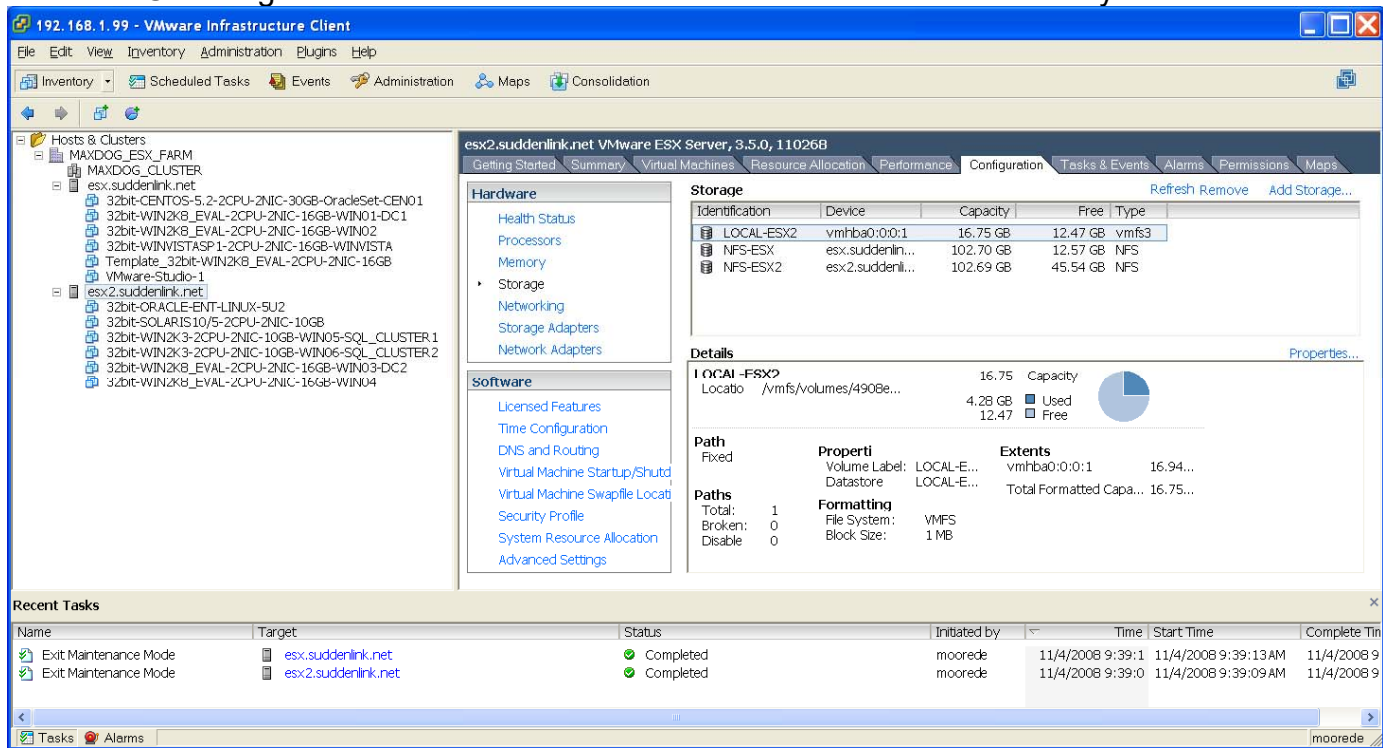 192.168.1.99 - VMware Infrastructure Client
File Edit View Inventory Administration Plugins Help
Inventory Scheduled Tasks Events Administration Maps Consolidation
Hosts & Clusters
MAXDOG_ESX_FARM
MAXDOG_CLUSTER
esx.suddenlink.net
32bit-CENTOS-5.2-2CPU-2NIC-30GB-OracleSet-CEN01
32bit-WIN2K8_EVAL-2CPU-2NIC-16GB-WIN01-DC1
32bit-WIN2K8_EVAL-2CPU-2NIC-16GB-WIN02
32bit-WINVISTASP1-2CPU-2NIC-16GB-WINVISTA
Template_32bit-WIN2K8_EVAL-2CPU-2NIC-16GB
VMware-Studio-1
esx2.suddenlink.net
32bit-ORACLE-ENT-LINUX-5U2
32bit-SOLARIS10/5-2CPU-2NIC-10GB
32bit-WIN2K3-2CPU-2NIC-10GB-WIN05-SQL_CLUSTER1
32bit-WIN2K3-2CPU-2NIC-10GB-WIN06-SQL_CLUSTER2
32bit-WIN2K8_EVAL-2CPU-2NIC-16GB-WIN03-DC2
32bit-WIN2K8_EVAL-2CPU-2NIC-16GB-WIN04
esx2.suddenlink.net VMware ESX Server, 3.5.0, 110268
Getting Started Summary Virtual Machines Resource Allocation Performance Configuration Tasks & Events Alarms Permissions Maps
Hardware
Health Status
Processors
Memory
Storage
Networking
Storage Adapters
Network Adapters
Software
Licensed Features
Time Configuration
DNS and Routing
Virtual Machine Startup/Shutd
Virtual Machine Swapfile Locati
Security Profile
System Resource Allocation
Advanced Settings
Storage Refresh Remove Add Storage...
Identification Device Capacity Free Type
LOCAL-ESX2 vmhba0:0:0:1 16.75 GB 12.47 GB vmfs3
NFS-ESX esx.suddenlin... 102.70 GB 12.57 GB NFS
NFS-ESX2 esx2.suddenli... 102.69 GB 45.54 GB NFS
Details Properties...
LOCAL-ESX2 16.75 Capacity
Locatio /vmfs/volumes/4908e...
4.28 GB Used
12.47 Free
Path
Fixed
Paths
Total: 1
Broken: 0
Disable 0
Properti
Volume Label: LOCAL-E...
Datastore LOCAL-E...
Formatting
File System: VMFS
Block Size: 1 MB
Extents
vmhba0:0:0:1 16.94...
Total Formatted Capa... 16.75...
Recent Tasks
Name Target Status Initiated by Time Start Time Complete Tin
Exit Maintenance Mode esx.suddenlink.net Completed moorede 11/4/2008 9:39:1 11/4/2008 9:39:13 AM 11/4/2008 9
Exit Maintenance Mode esx2.suddenlink.net Completed moorede 11/4/2008 9:39:0 11/4/2008 9:39:09 AM 11/4/2008 9
Tasks Alarms moorede